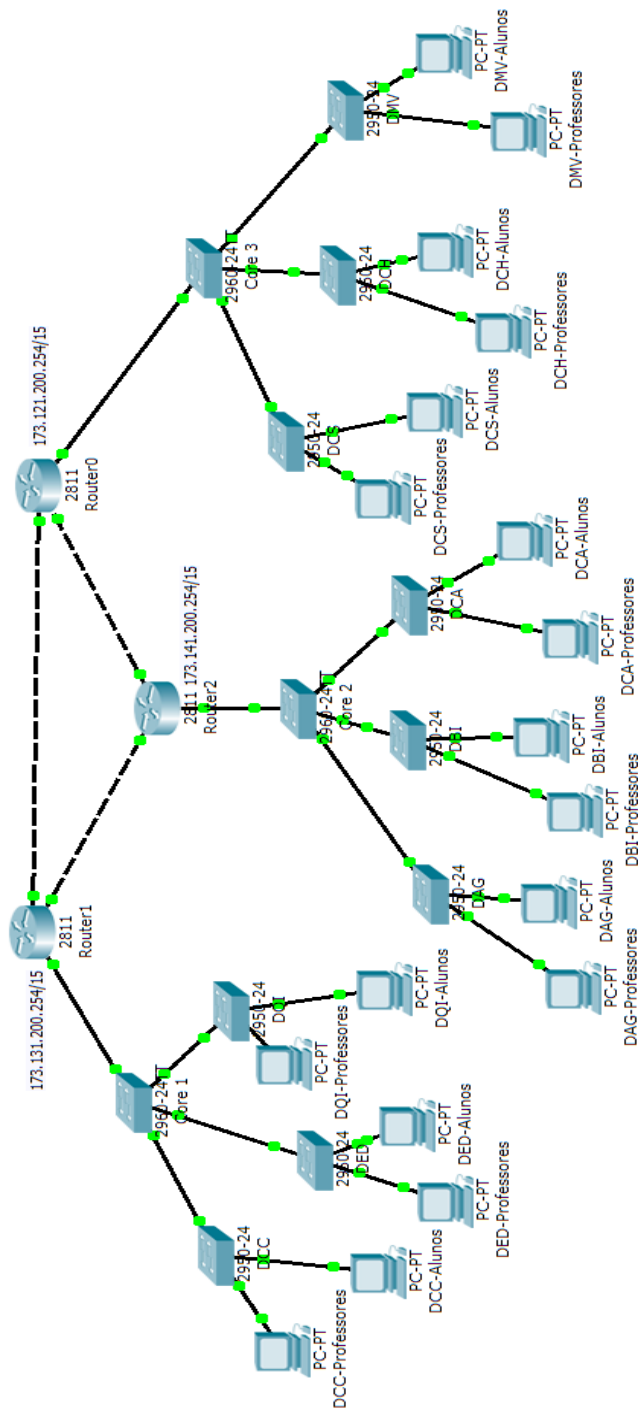 173.131.200.254/15
2811
Router1
173.121.200.254/15
2811
Router0
2811 173.141.200.254/15
Router2
2960-24TT
Core 1
2960-24TT
Core 2
2960-24TT
Core 3
2950-24
DCC
PC-PT
DCC-Professores
PC-PT
DCC-Alunos
2950-24
DED
PC-PT
DED-Professores
PC-PT
DED-Alunos
2950-24
DQI
PC-PT
DQI-Professores
PC-PT
DQI-Alunos
2950-24
DAG
PC-PT
DAG-Professores
PC-PT
DAG-Alunos
2950-24
DBI
PC-PT
DBI-Professores
PC-PT
DBI-Alunos
2950-24
DCA
PC-PT
DCA-Professores
PC-PT
DCA-Alunos
2950-24
DCS
PC-PT
DCS-Professores
PC-PT
DCS-Alunos
2950-24
DCH
PC-PT
DCH-Professores
PC-PT
DCH-Alunos
2950-24
DMV
PC-PT
DMV-Professores
PC-PT
DMV-Alunos